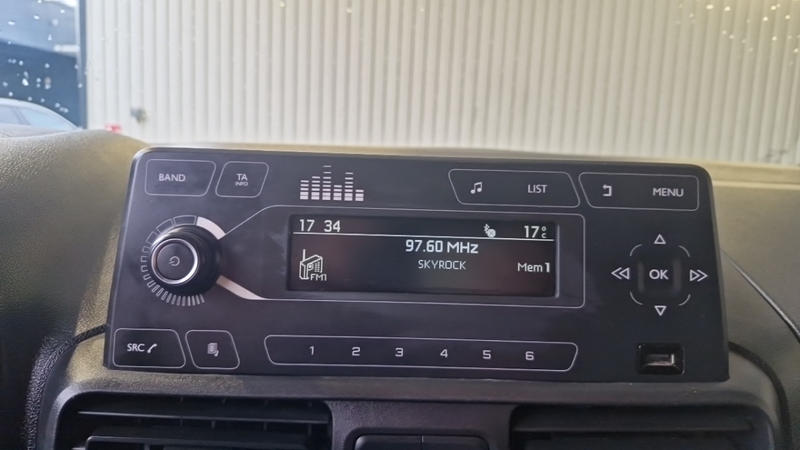 BAND
TA
INFO
LIST
MENU
17 34
17°C
97.60 MHz
SKYROCK
Mem 1
FM1
OK
SRC
1 2 3 4 5 6